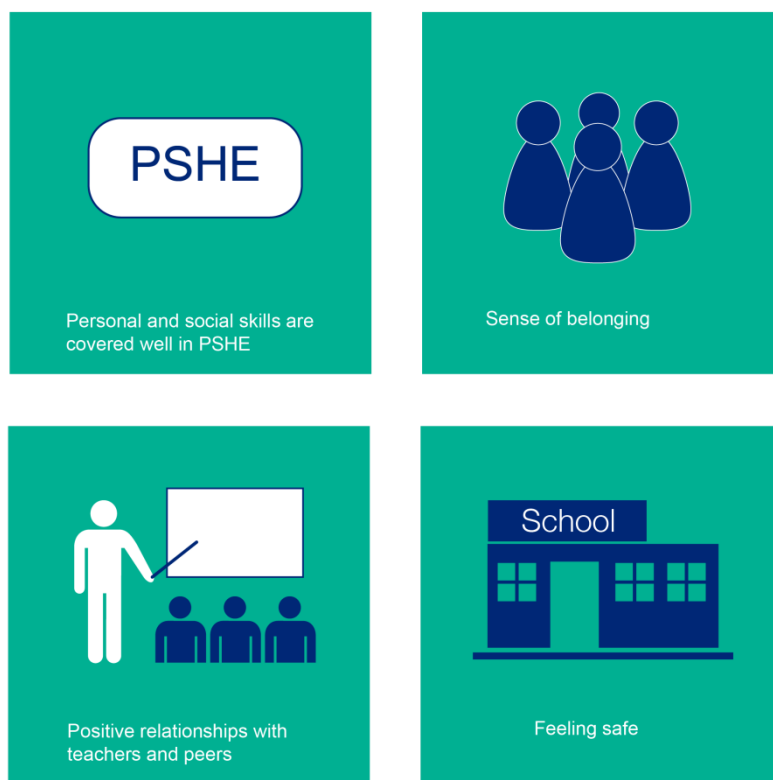 PSHE
Personal and social skills are
covered well in PSHE
Sense of belonging
Positive relationships with
teachers and peers
School
Feeling safe